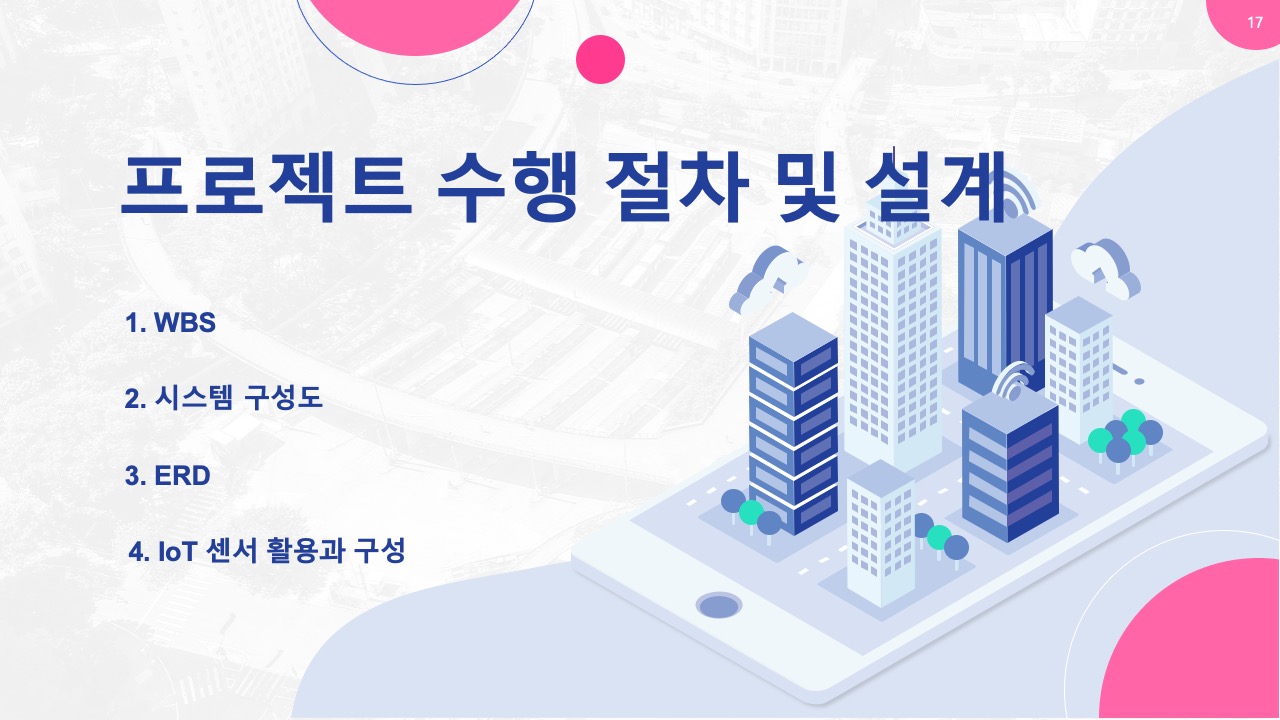 17
프로젝트 수행 절차 및 설계
1. WBS
2. 시스템 구성도
3. ERD
4. IoT 센서 활용과 구성